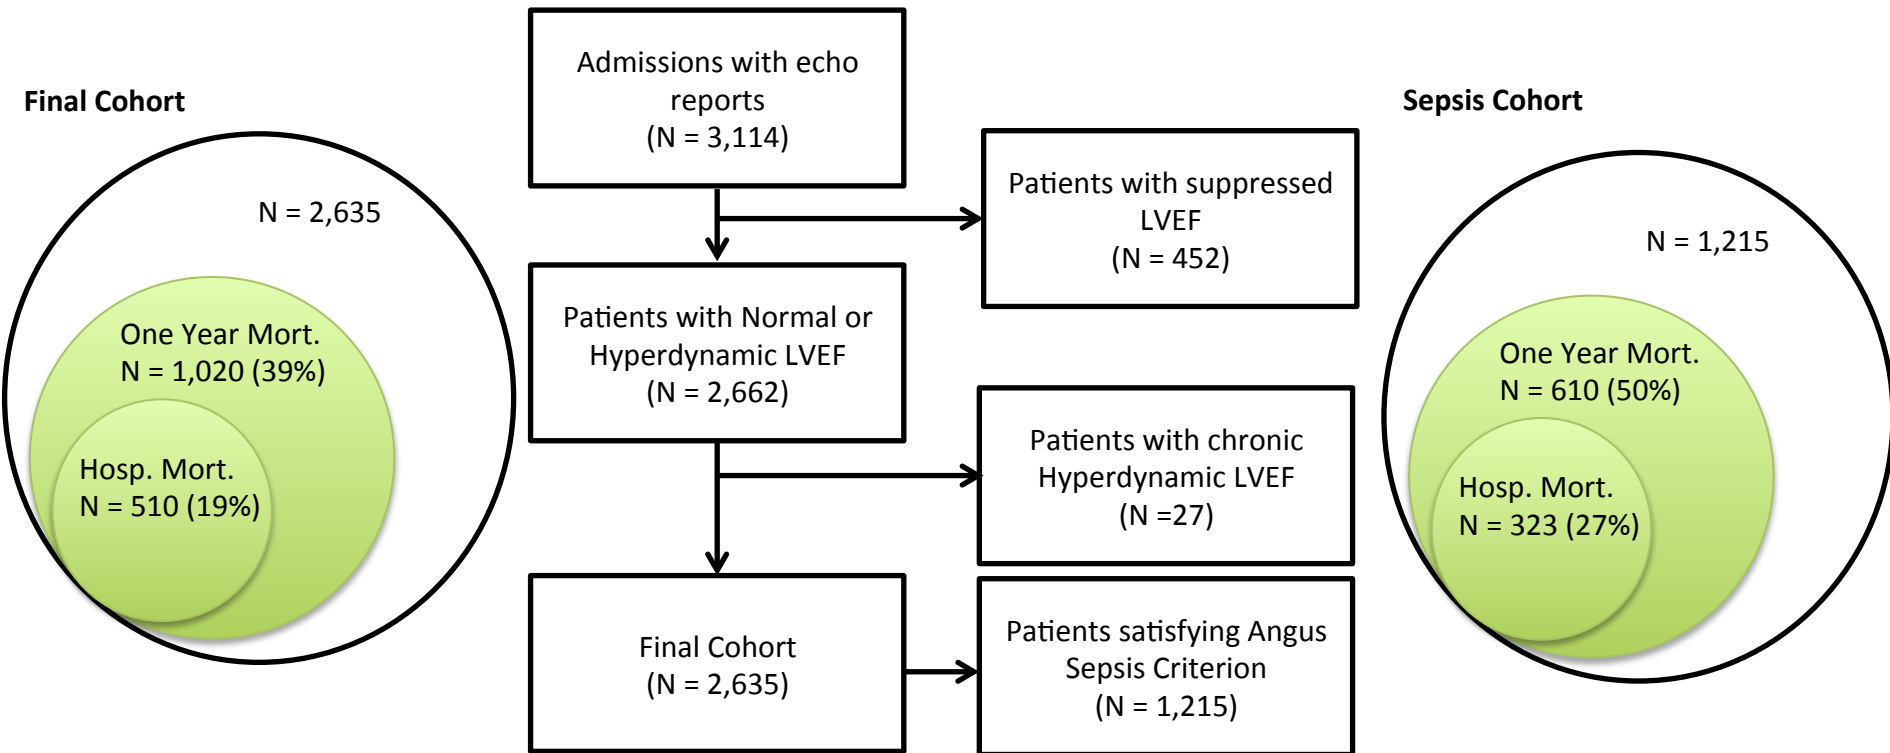 Final Cohort
N = 2,635
One Year Mort.
N = 1,020 (39%)
Hosp. Mort.
N = 510 (19%)
Admissions with echo
reports
(N = 3,114)
Patients with suppressed
LVEF
(N = 452)
Patients with Normal or
Hyperdynamic LVEF
(N = 2,662)
Patients with chronic
Hyperdynamic LVEF
(N =27)
Final Cohort
(N = 2,635)
Patients satisfying Angus
Sepsis Criterion
(N = 1,215)
Sepsis Cohort
N = 1,215
One Year Mort.
N = 610 (50%)
Hosp. Mort.
N = 323 (27%)